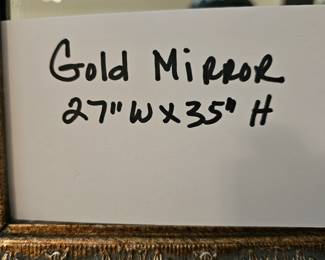 Gold MiRROR
27"W x 35" H